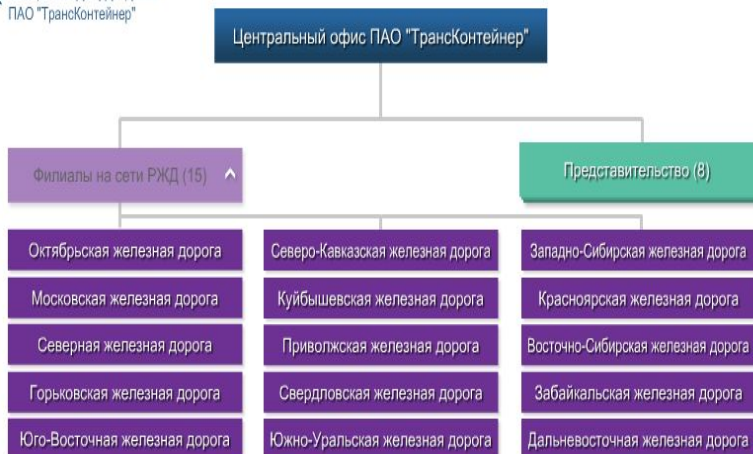 ПАО "ТрансКонтейнер"
Центральный офис ПАО "ТрансКонтейнер"
Филиалы на сети РЖД (15)
Представительство (8)
Октябрьская железная дорога
Северо-Кавказская железная дорога
Западно-Сибирская железная дорога
Московская железная дорога
Куйбышевская железная дорога
Красноярская железная дорога
Северная железная дорога
Приволжская железная дорога
Восточно-Сибирская железная дорога
Горьковская железная дорога
Свердловская железная дорога
Забайкальская железная дорога
Юго-Восточная железная дорога
Южно-Уральская железная дорога
Дальневосточная железная дорога